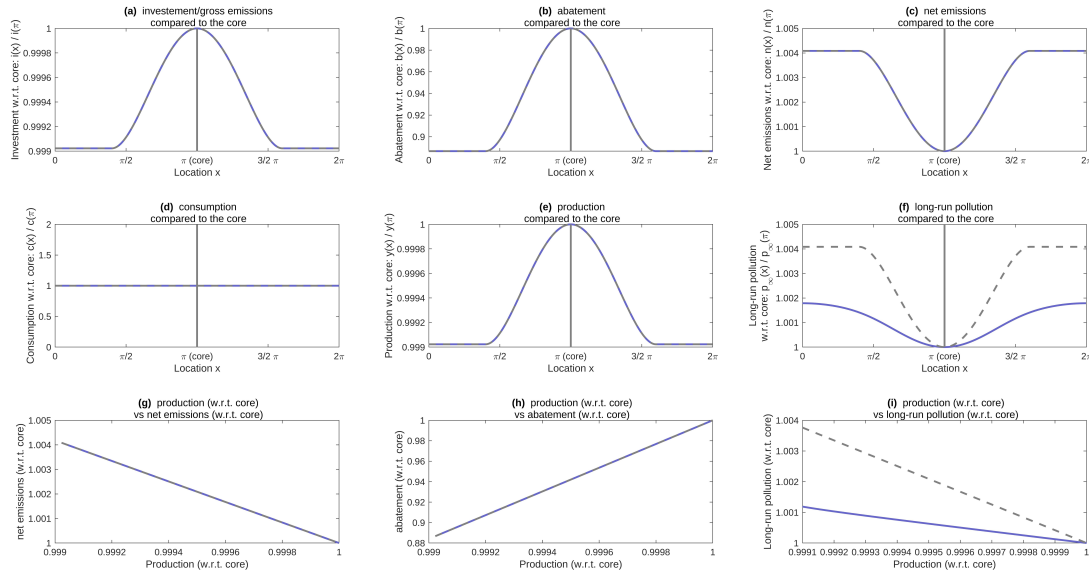 (a) investement/gross emissions
compared to the core
Investment w.r.t. core: i(x) / i(π)
1
0.9998
0.9996
0.9994
0.9992
0.999
0 π/2 π (core) 3/2 π 2π
Location x
(b) abatement
compared to the core
Abatement w.r.t. core: b(x) / b(π)
1
0.98
0.96
0.94
0.92
0.9
0 π/2 π (core) 3/2 π 2π
Location x
(c) net emissions
compared to the core
Net emissions w.r.t. core: n(x) / n(π)
1.005
1.004
1.003
1.002
1.001
1
0 π/2 π (core) 3/2 π 2π
Location x
(d) consumption
compared to the core
Consumption w.r.t. core: c(x) / c(π)
2
1.5
1
0.5
0
0 π/2 π (core) 3/2 π 2π
Location x
(e) production
compared to the core
Production w.r.t. core: y(x) / y(π)
1
0.9998
0.9996
0.9994
0.9992
0.999
0 π/2 π (core) 3/2 π 2π
Location x
(f) long-run pollution
compared to the core
Long-run pollution
w.r.t. core: p∞(x) / p∞(π)
1.005
1.004
1.003
1.002
1.001
1
0 π/2 π (core) 3/2 π 2π
Location x
(g) production (w.r.t. core)
vs net emissions (w.r.t. core)
net emissions (w.r.t. core)
1.005
1.004
1.003
1.002
1.001
1
0.999 0.9992 0.9994 0.9996 0.9998 1
Production (w.r.t. core)
(h) production (w.r.t. core)
vs abatement (w.r.t. core)
abatement (w.r.t. core)
1
0.98
0.96
0.94
0.92
0.9
0.88
0.999 0.9992 0.9994 0.9996 0.9998 1
Production (w.r.t. core)
(i) production (w.r.t. core)
vs long-run pollution (w.r.t. core)
Long-run pollution (w.r.t. core)
1.004
1.003
1.002
1.001
1
0.9991 0.9992 0.9993 0.9994 0.9995 0.9996 0.9997 0.9998 0.9999 1
Production (w.r.t. core)